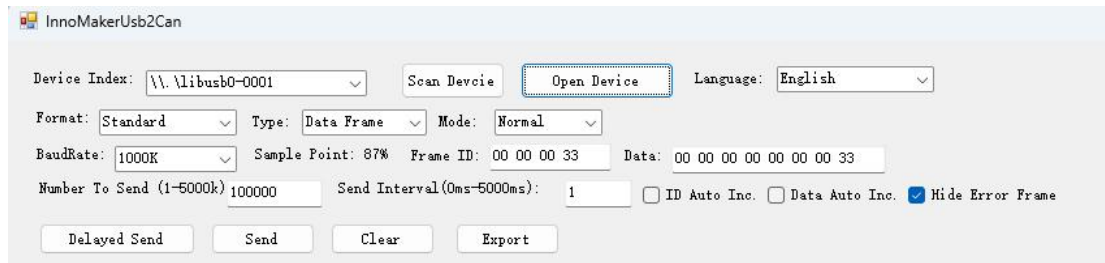 InnoMakerUsb2Can
Device Index: \\.\libusb0-0001 Scan Devcie Open Device Language: English
Format: Standard Type: Data Frame Mode: Normal
BaudRate: 1000K Sample Point: 87% Frame ID: 00 00 00 33 Data: 00 00 00 00 00 00 00 33
Number To Send (1-5000k) 100000 Send Interval(0ms-5000ms): 1 ID Auto Inc. Data Auto Inc. Hide Error Frame
Delayed Send Send Clear Export